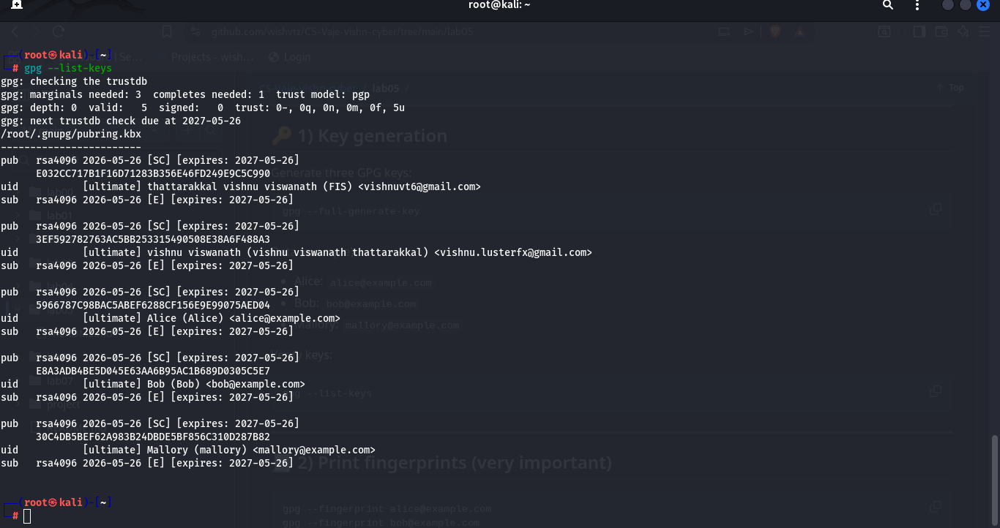 root@kali: ~
github.com/wishvtz/CS-Vaje-vishn-cyber/tree/main/lab05
Projects - wish… Login
┌──(root㉿kali)-[~]
└─# gpg --list-keys
gpg: checking the trustdb
gpg: marginals needed: 3  completes needed: 1  trust model: pgp
gpg: depth: 0  valid:   5  signed:   0  trust: 0-, 0q, 0n, 0m, 0f, 5u
gpg: next trustdb check due at 2027-05-26
/root/.gnupg/pubring.kbx
------------------------
pub   rsa4096 2026-05-26 [SC] [expires: 2027-05-26]
      E032CC717B1F16D71283B356E46FD249E9C5C990
uid           [ultimate] thattarakkal vishnu viswanath (FIS) <vishnuvt6@gmail.com>
sub   rsa4096 2026-05-26 [E] [expires: 2027-05-26]
pub   rsa4096 2026-05-26 [SC] [expires: 2027-05-26]
      3EF592782763AC5BB253315490508E38A6F488A3
uid           [ultimate] vishnu viswanath (vishnu viswanath thattarakkal) <vishnu.lusterfx@gmail.com>
sub   rsa4096 2026-05-26 [E] [expires: 2027-05-26]
pub   rsa4096 2026-05-26 [SC] [expires: 2027-05-26]
      5966787C98BAC5ABEF6288CF156E9E99075AED04
uid           [ultimate] Alice (Alice) <alice@example.com>
sub   rsa4096 2026-05-26 [E] [expires: 2027-05-26]
pub   rsa4096 2026-05-26 [SC] [expires: 2027-05-26]
      E8A3ADB4BE5D045E63AA6B95AC1B689D0305C5E7
uid           [ultimate] Bob (Bob) <bob@example.com>
sub   rsa4096 2026-05-26 [E] [expires: 2027-05-26]
pub   rsa4096 2026-05-26 [SC] [expires: 2027-05-26]
      30C4DB5BEF62A983B24DBDE5BF856C310D287B82
uid           [ultimate] Mallory (mallory) <mallory@example.com>
sub   rsa4096 2026-05-26 [E] [expires: 2027-05-26]
┌──(root㉿kali)-[~]
└─#
lab05 /
Top
1) Key generation
Generate three GPG keys:
gpg --full-generate-key
Alice: alice@example.com
Bob: bob@example.com
Mallory: mallory@example.com
keys:
--list-keys
2) Print fingerprints (very important)
gpg --fingerprint alice@example.com
gpg --fingerprint bob@example.com
lab00
lab01
lab04
lab07
project